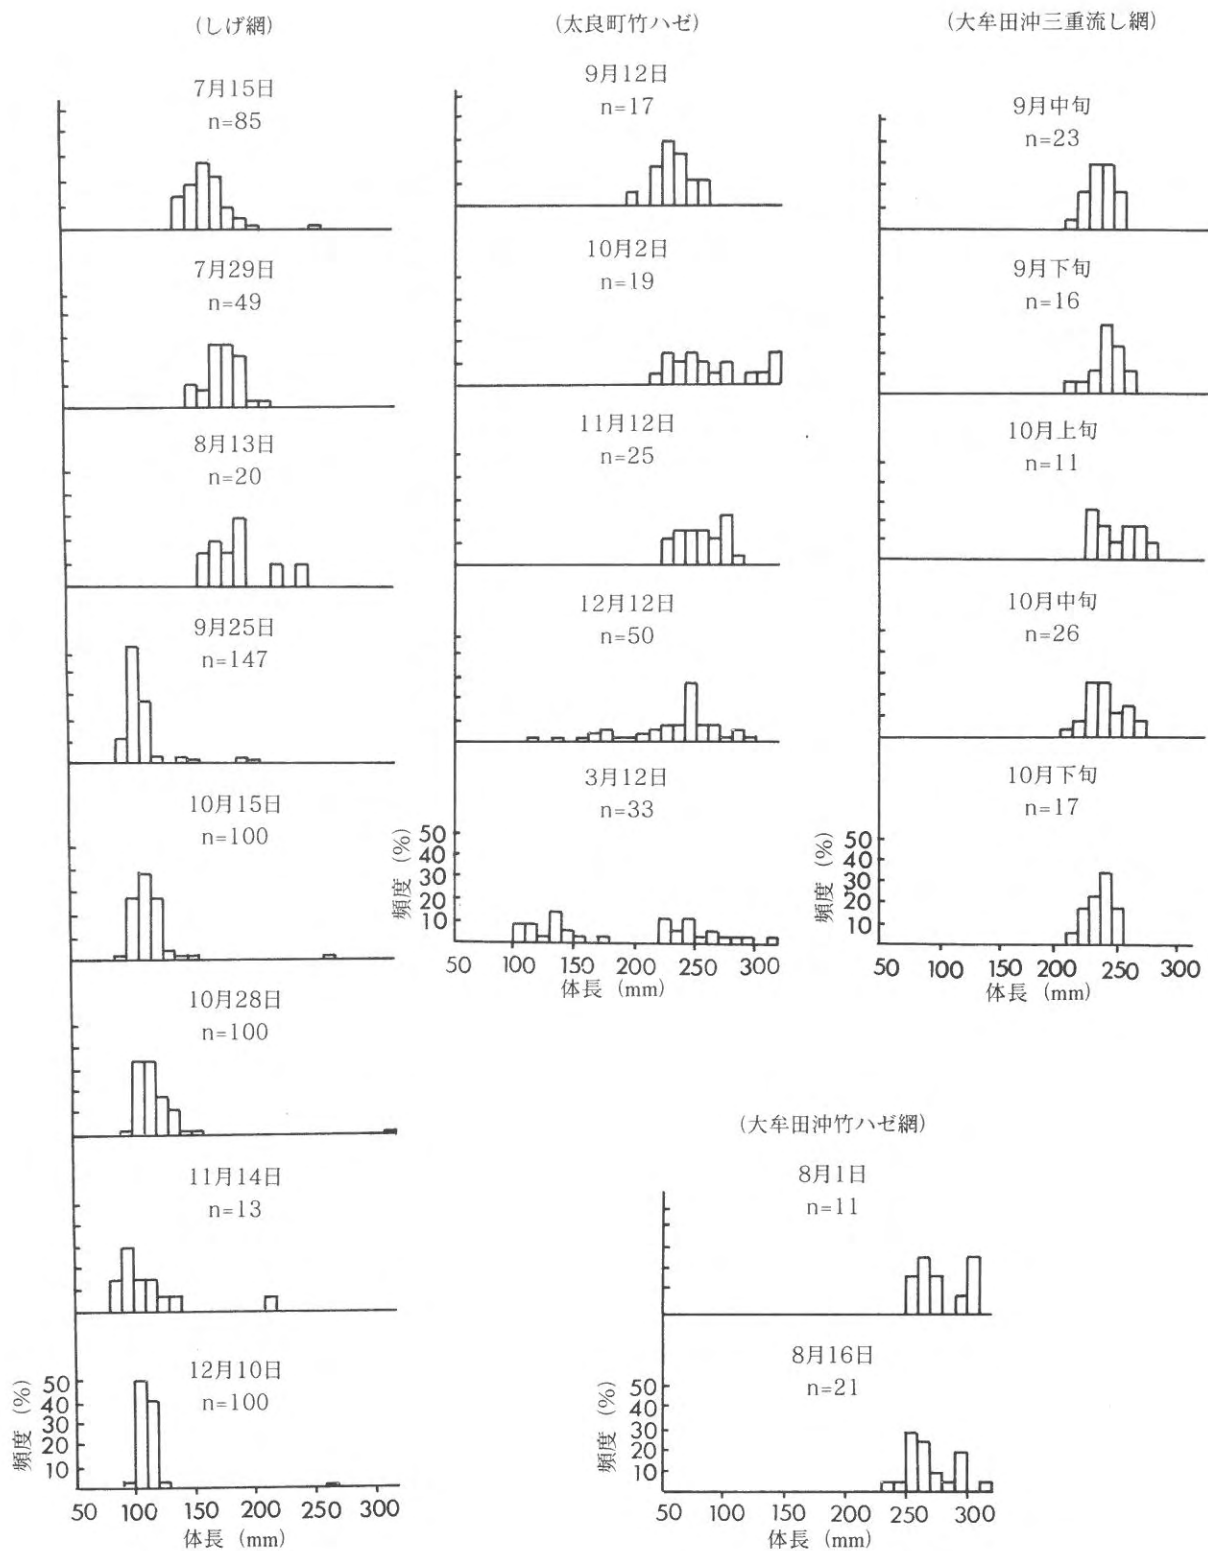 (しげ網)
7月15日
n=85
7月29日
n=49
8月13日
n=20
9月25日
n=147
10月15日
n=100
10月28日
n=100
11月14日
n=13
12月10日
n=100
頻度 (%)
50
40
30
20
10
100 150 200 250 300
体長 (mm)
(太良町竹ハゼ)
9月12日
n=17
10月2日
n=19
11月12日
n=25
12月12日
n=50
3月12日
n=33
頻度 (%)
50
40
30
20
10
50 100 150 200 250 300
体長 (mm)
(大牟田沖三重流し網)
9月中旬
n=23
9月下旬
n=16
10月上旬
n=11
10月中旬
n=26
10月下旬
n=17
頻度 (%)
50
40
30
20
10
50 100 150 200 250 300
体長 (mm)
(大牟田沖竹ハゼ網)
8月1日
n=11
8月16日
n=21
頻度 (%)
50
40
30
20
10
50 100 150 200 250 300
体長 (mm)